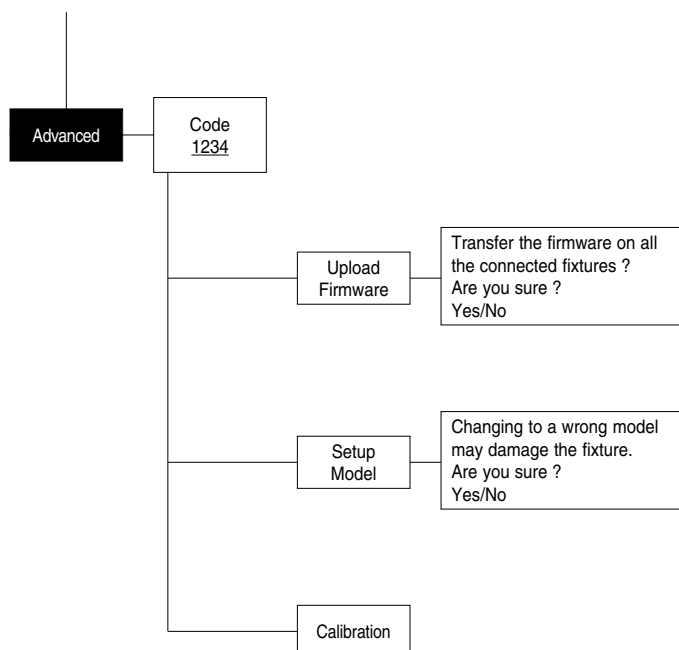 Advanced
Code
1234
Upload
Firmware
Transfer the firmware on all
the connected fixtures ?
Are you sure ?
Yes/No
Setup
Model
Changing to a wrong model
may damage the fixture.
Are you sure ?
Yes/No
Calibration